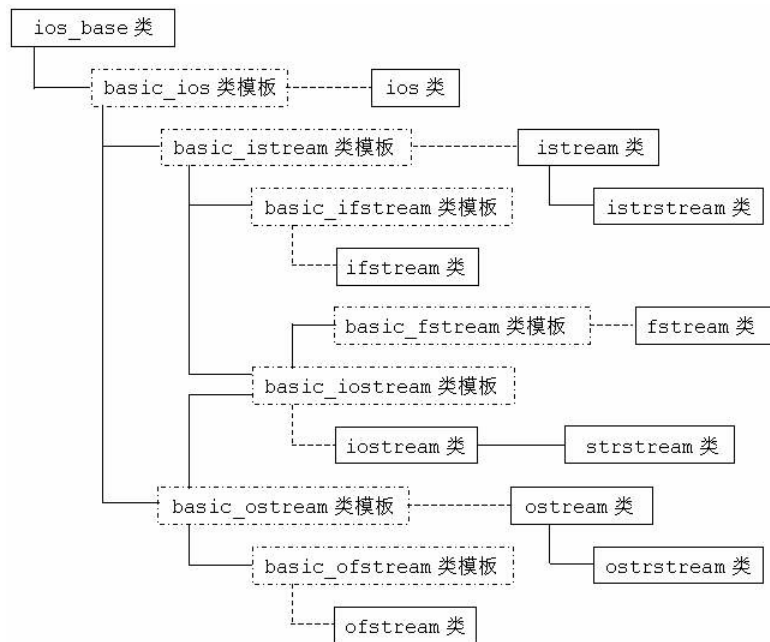 ios_base 类
basic_ios 类模板
ios 类
basic_istream 类模板
istream 类
istrstream 类
basic_ifstream 类模板
ifstream 类
basic_fstream 类模板
fstream 类
basic_iostream 类模板
iostream 类
strstream 类
basic_ostream 类模板
ostream 类
basic_ofstream 类模板
ostrstream 类
ofstream 类